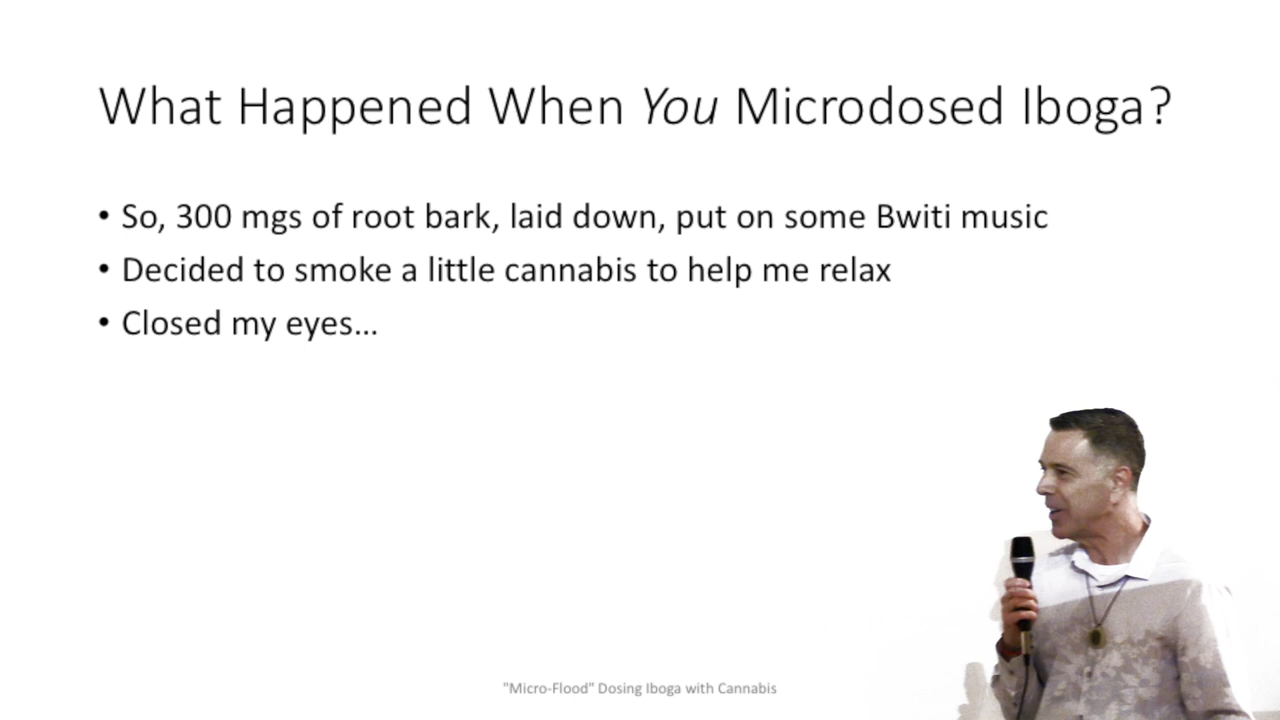 What Happened When You Microdosed Iboga?
• So, 300 mgs of root bark, laid down, put on some Bwiti music
• Decided to smoke a little cannabis to help me relax
• Closed my eyes...
"Micro-Flood" Dosing Iboga with Cannabis